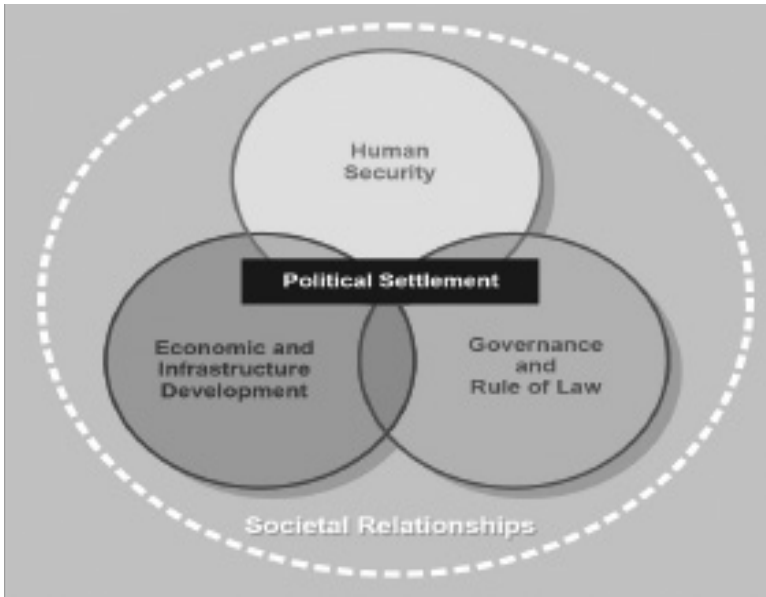 Human
Security
Political Settlement
Economic and
Infrastructure
Development
Governance
and
Rule of Law
Societal Relationships